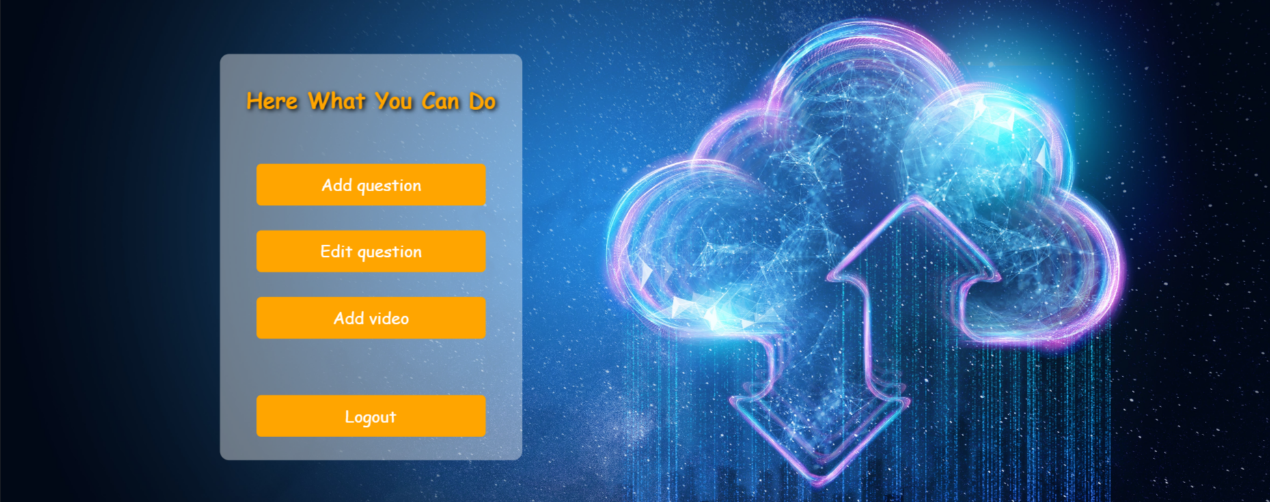 Here What You Can Do
Add question
Edit question
Add video
Logout